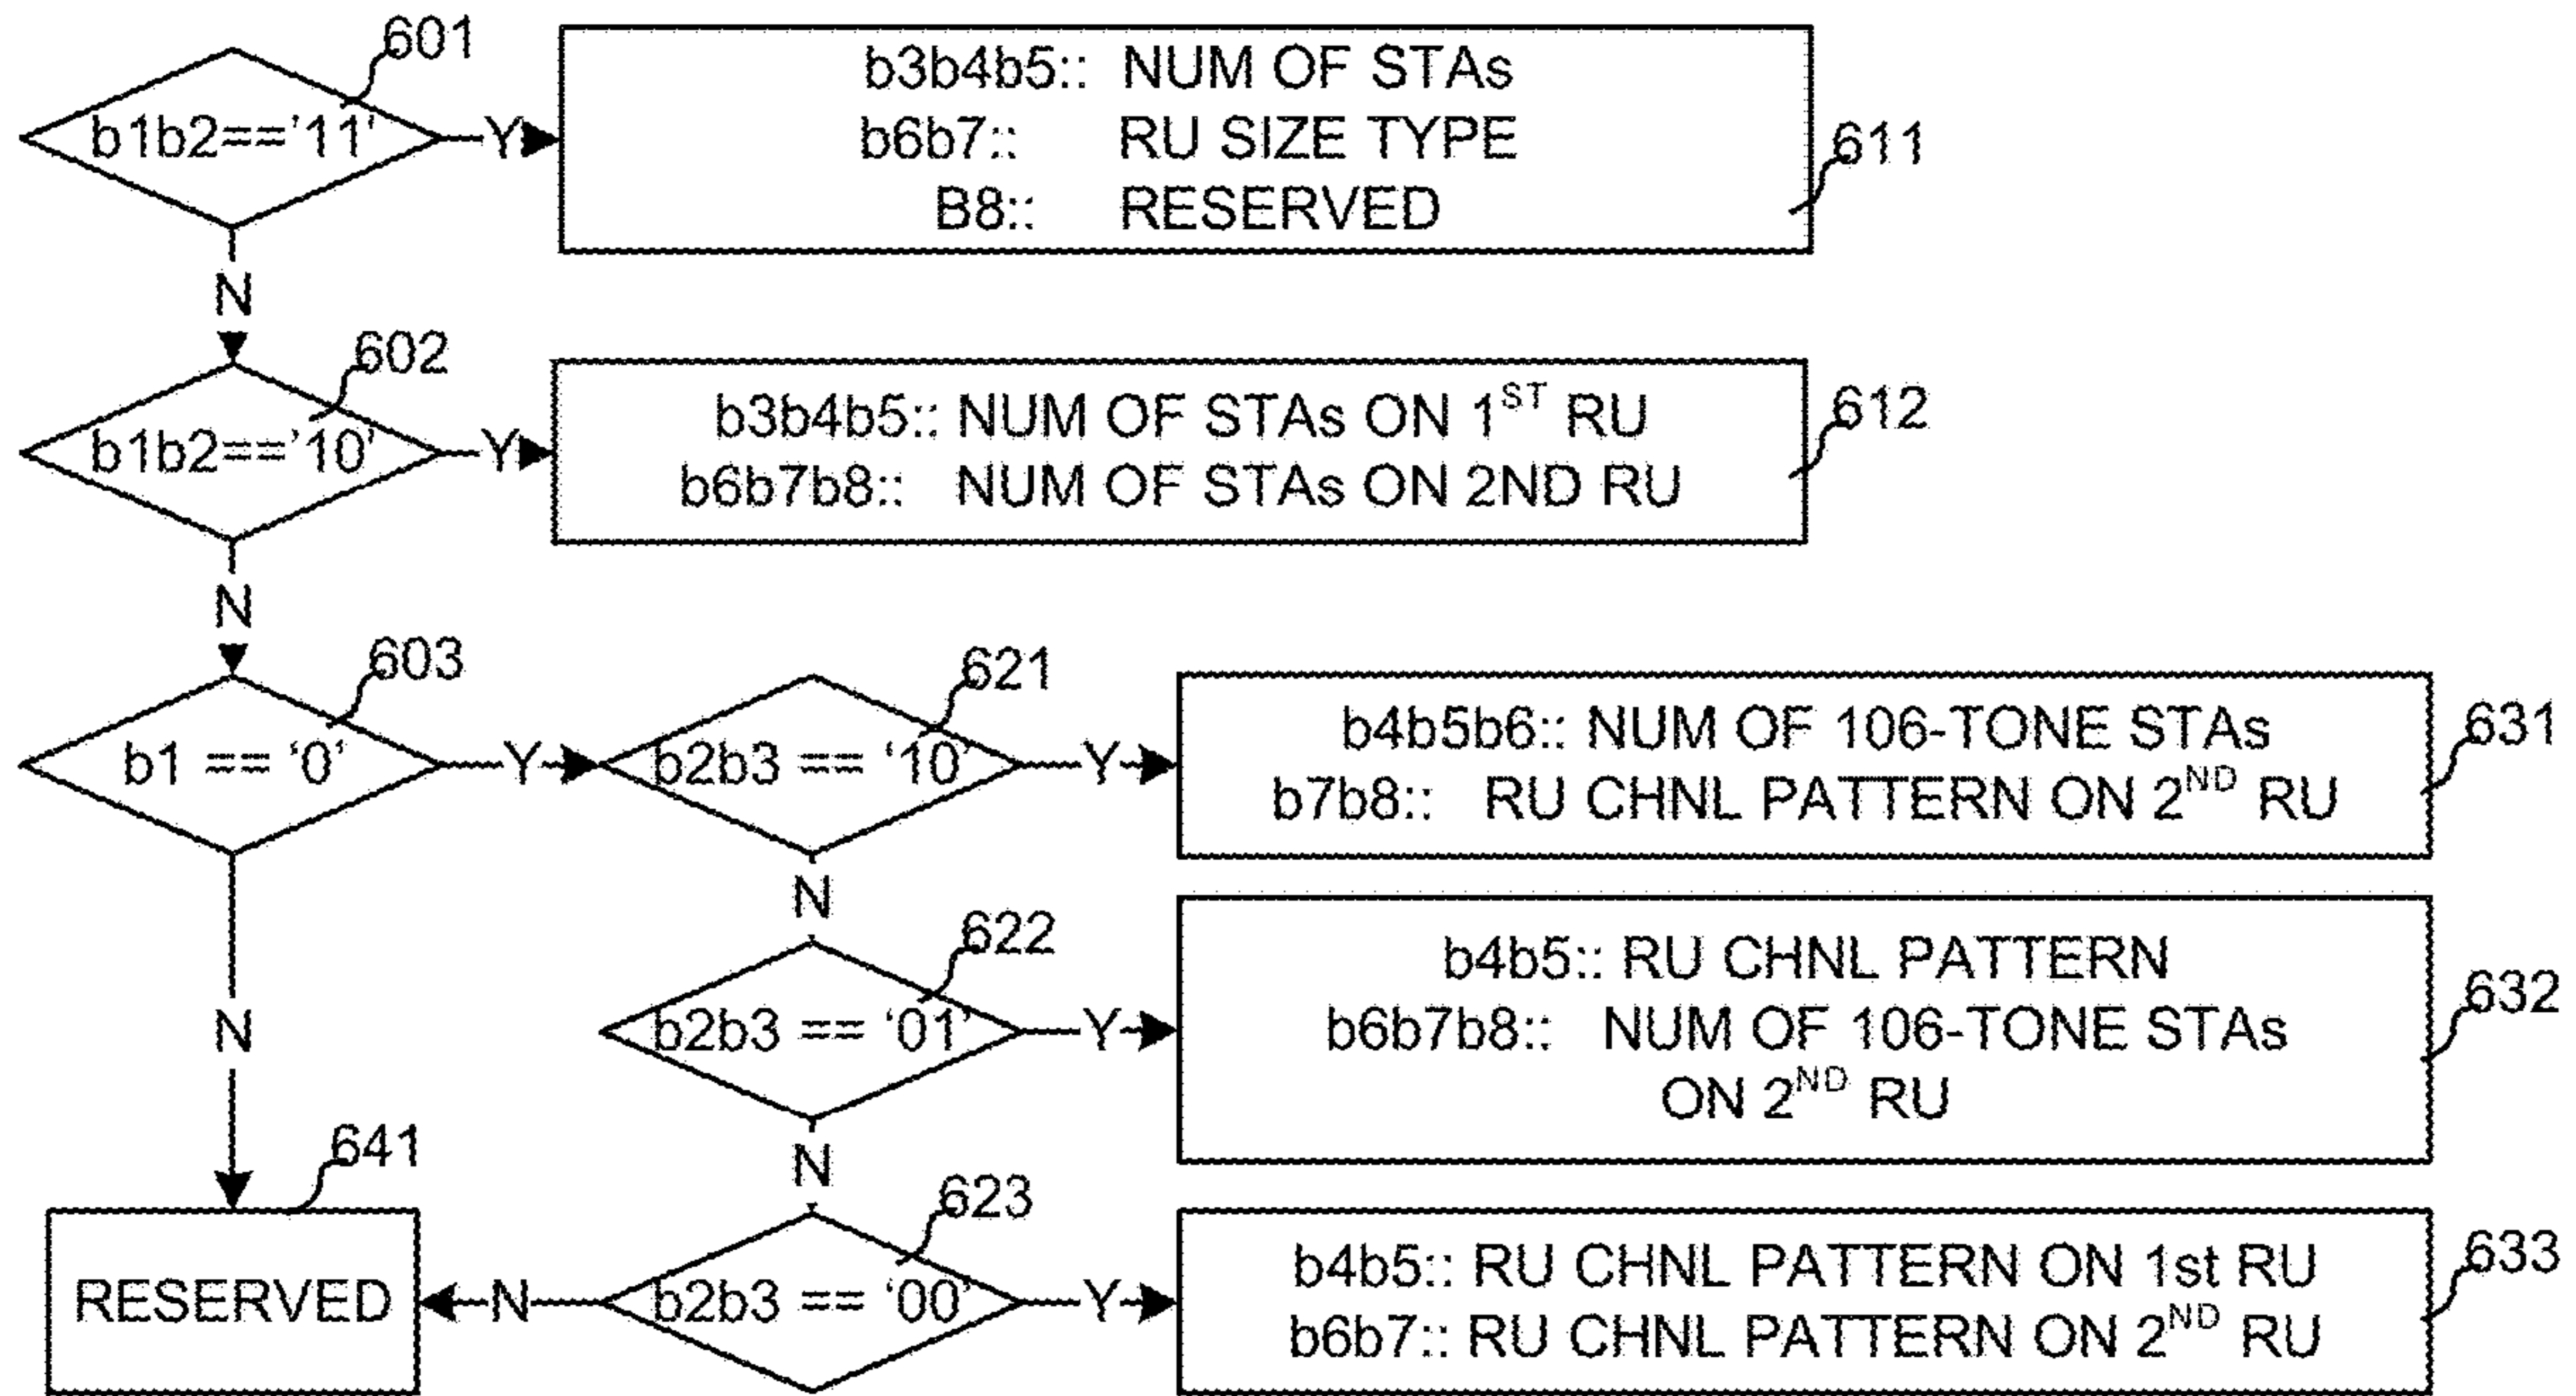 601
b1b2=='11'
Y
b3b4b5:: NUM OF STAs
b6b7:: RU SIZE TYPE
B8:: RESERVED
611
N
602
b1b2=='10'
Y
b3b4b5:: NUM OF STAs ON 1ST RU
b6b7b8:: NUM OF STAs ON 2ND RU
612
N
603
b1 == '0'
Y
621
b2b3 == '10'
Y
b4b5b6:: NUM OF 106-TONE STAs
b7b8:: RU CHNL PATTERN ON 2ND RU
631
N
622
b2b3 == '01'
Y
b4b5:: RU CHNL PATTERN
b6b7b8:: NUM OF 106-TONE STAs
ON 2ND RU
632
N
N
641
RESERVED
N
623
b2b3 == '00'
Y
b4b5:: RU CHNL PATTERN ON 1st RU
b6b7:: RU CHNL PATTERN ON 2ND RU
633